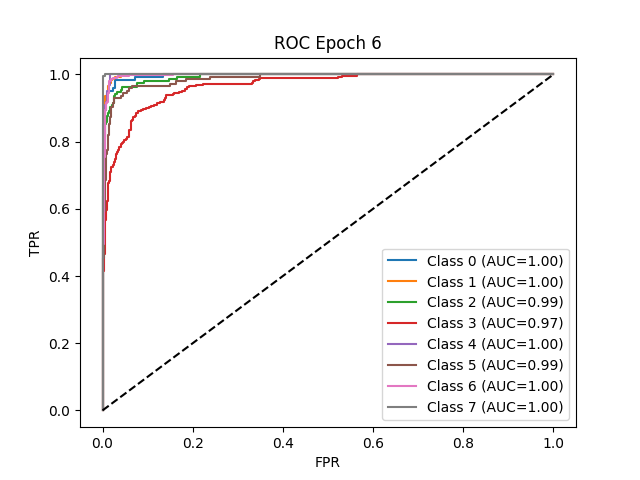 ROC Epoch 6
1.0
0.8
0.6
0.4
0.2
0.0
TPR
Class 0 (AUC=1.00)
Class 1 (AUC=1.00)
Class 2 (AUC=0.99)
Class 3 (AUC=0.97)
Class 4 (AUC=1.00)
Class 5 (AUC=0.99)
Class 6 (AUC=1.00)
Class 7 (AUC=1.00)
0.0 0.2 0.4 0.6 0.8 1.0
FPR